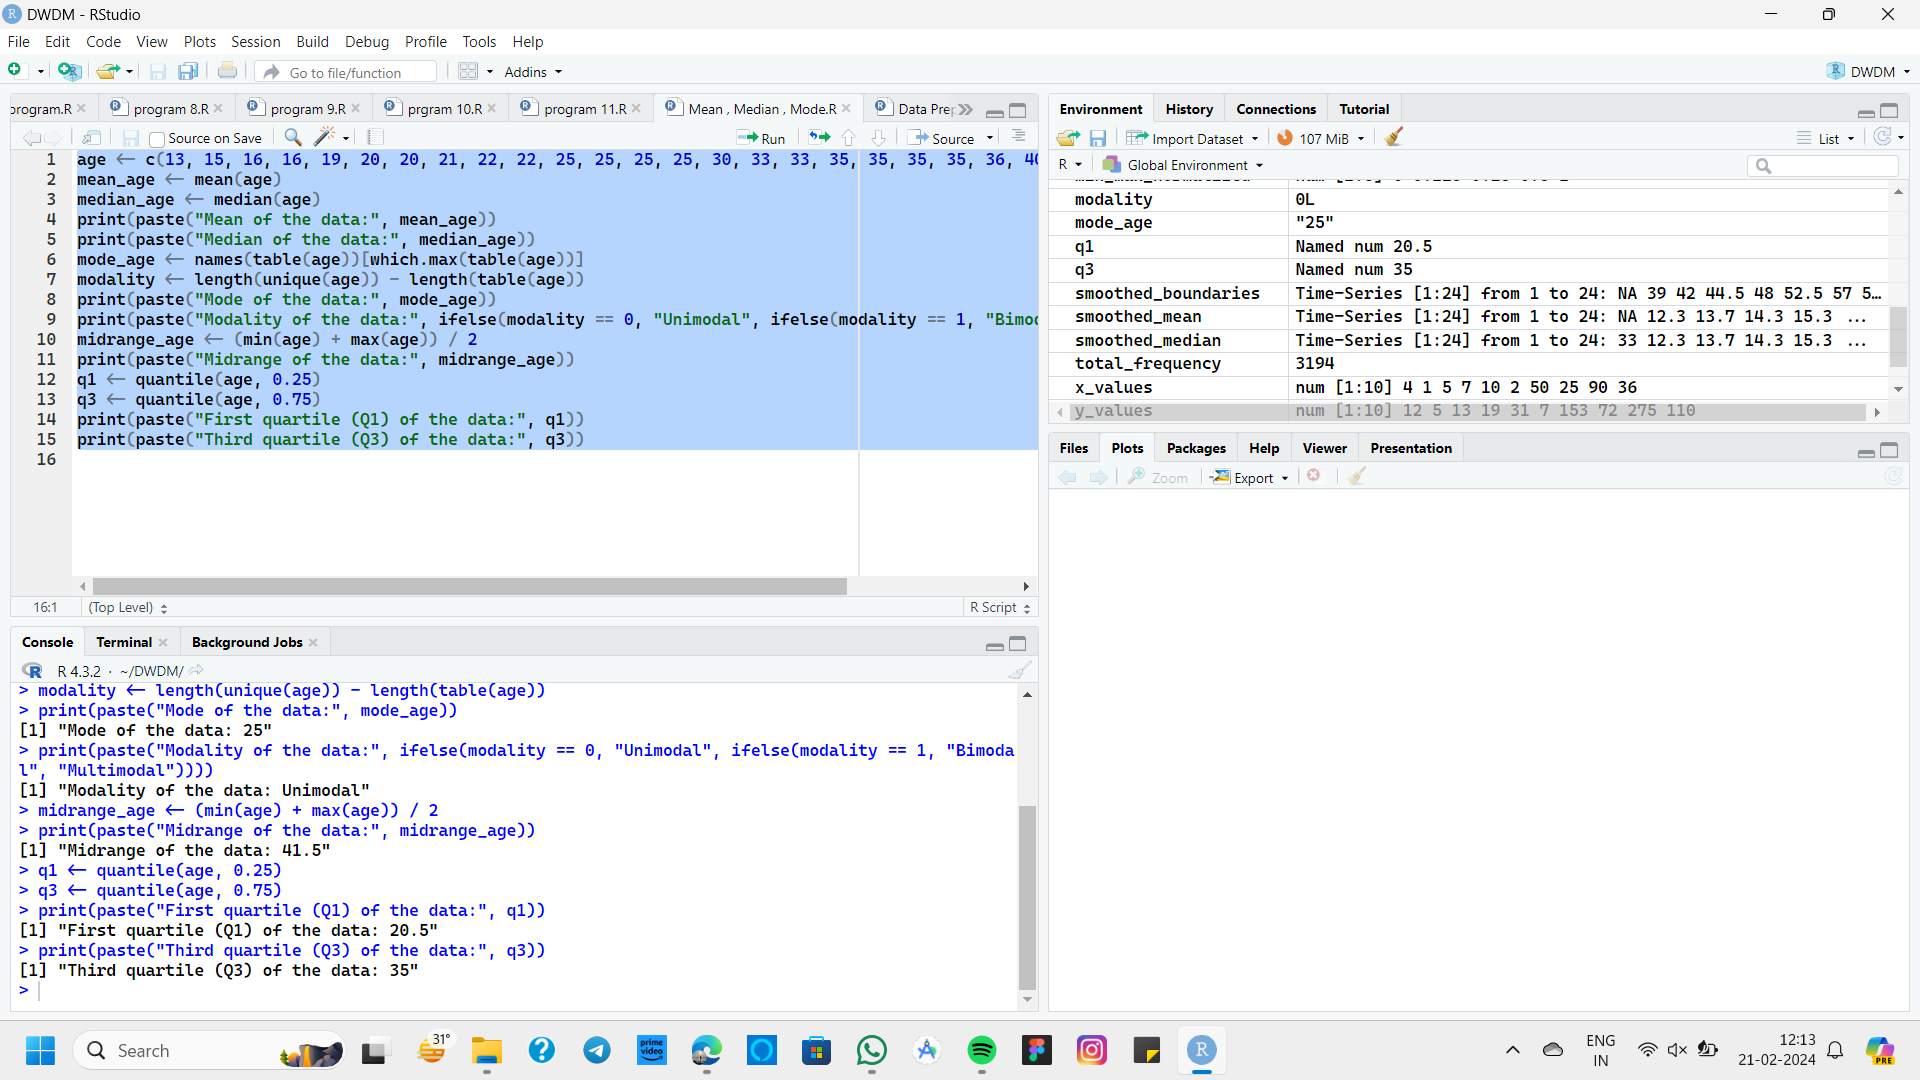 DWDM - RStudio
File Edit Code View Plots Session Build Debug Profile Tools Help
Go to file/function Addins DWDM
program.R program 8.R program 9.R prgram 10.R program 11.R Mean , Median , Mode.R Data Prep
Source on Save Run Source
1 age <- c(13, 15, 16, 16, 19, 20, 20, 21, 22, 22, 25, 25, 25, 25, 30, 33, 33, 35, 35, 35, 35, 36, 40
2 mean_age <- mean(age)
3 median_age <- median(age)
4 print(paste("Mean of the data:", mean_age))
5 print(paste("Median of the data:", median_age))
6 mode_age <- names(table(age))[which.max(table(age))]
7 modality <- length(unique(age)) - length(table(age))
8 print(paste("Mode of the data:", mode_age))
9 print(paste("Modality of the data:", ifelse(modality == 0, "Unimodal", ifelse(modality == 1, "Bimo
10 midrange_age <- (min(age) + max(age)) / 2
11 print(paste("Midrange of the data:", midrange_age))
12 q1 <- quantile(age, 0.25)
13 q3 <- quantile(age, 0.75)
14 print(paste("First quartile (Q1) of the data:", q1))
15 print(paste("Third quartile (Q3) of the data:", q3))
16
16:1 (Top Level) R Script
Console Terminal Background Jobs
R 4.3.2 · ~/DWDM/
> modality <- length(unique(age)) - length(table(age))
> print(paste("Mode of the data:", mode_age))
[1] "Mode of the data: 25"
> print(paste("Modality of the data:", ifelse(modality == 0, "Unimodal", ifelse(modality == 1, "Bimoda
l", "Multimodal"))))
[1] "Modality of the data: Unimodal"
> midrange_age <- (min(age) + max(age)) / 2
> print(paste("Midrange of the data:", midrange_age))
[1] "Midrange of the data: 41.5"
> q1 <- quantile(age, 0.25)
> q3 <- quantile(age, 0.75)
> print(paste("First quartile (Q1) of the data:", q1))
[1] "First quartile (Q1) of the data: 20.5"
> print(paste("Third quartile (Q3) of the data:", q3))
[1] "Third quartile (Q3) of the data: 35"
>
Environment History Connections Tutorial
Import Dataset 107 MiB List
R Global Environment
modality 0L
mode_age "25"
q1 Named num 20.5
q3 Named num 35
smoothed_boundaries Time-Series [1:24] from 1 to 24: NA 39 42 44.5 48 52.5 57 5…
smoothed_mean Time-Series [1:24] from 1 to 24: NA 12.3 13.7 14.3 15.3 ...
smoothed_median Time-Series [1:24] from 1 to 24: 33 12.3 13.7 14.3 15.3 ...
total_frequency 3194
x_values num [1:10] 4 1 5 7 10 2 50 25 90 36
y_values num [1:10] 12 5 13 19 31 7 153 72 275 110
Files Plots Packages Help Viewer Presentation
Zoom Export
Search 31° prime video ENG IN 12:13 21-02-2024 PRE